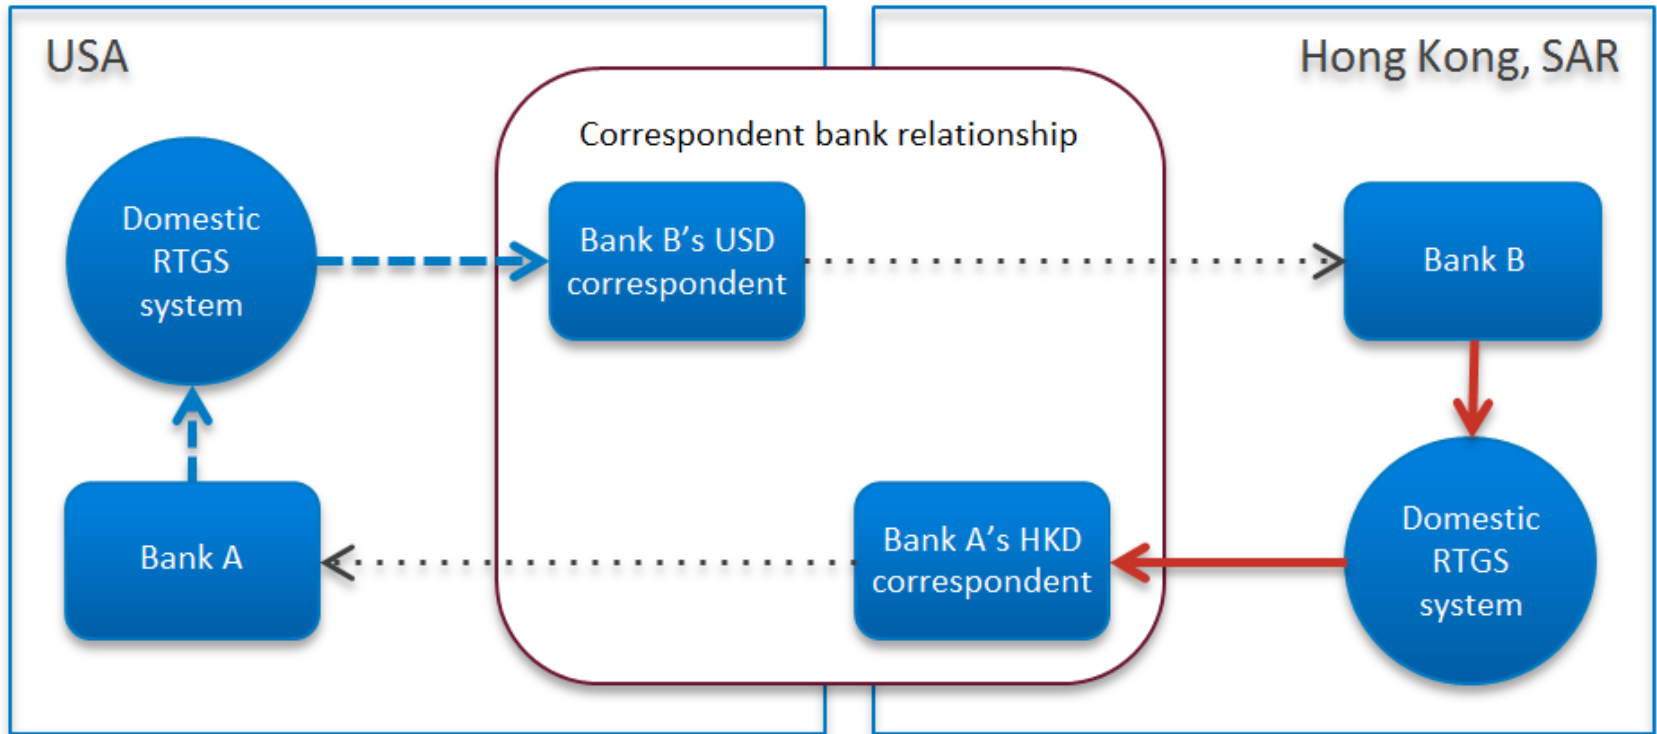 USA
Hong Kong, SAR
Correspondent bank relationship
Domestic
RTGS
system
Bank B’s USD
correspondent
Bank B
Bank A
Bank A’s HKD
correspondent
Domestic
RTGS
system